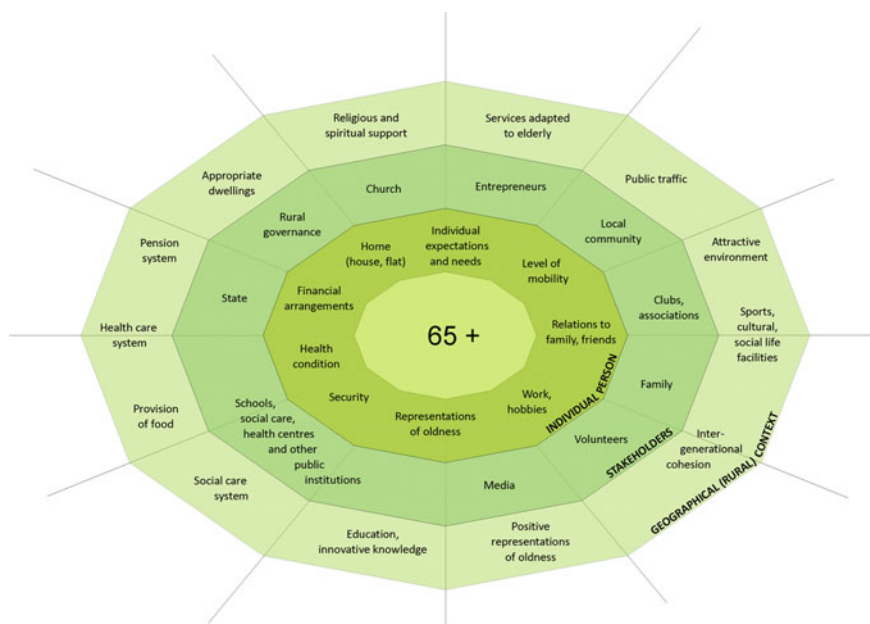 Religious and
spiritual support
Services adapted
to elderly
Appropriate
dwellings
Church
Entrepreneurs
Public traffic
Rural
governance
Local
community
Pension
system
Home
(house, flat)
Individual
expectations
and needs
Level of
mobility
Attractive
environment
State
Financial
arrangements
Clubs,
associations
Health care
system
65 +
Relations to
family, friends
Sports,
cultural,
social life
facilities
Health
condition
Family
Provision
of food
Security
Representations
of oldness
Work,
hobbies
INDIVIDUAL PERSON
Schools,
social care,
health centres
and other
public
institutions
Volunteers
STAKEHOLDERS
Inter-
generational
cohesion
GEOGRAPHICAL (RURAL) CONTEXT
Social care
system
Media
Education,
innovative knowledge
Positive
representations
of oldness